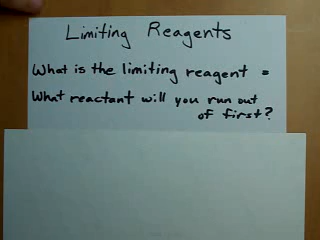 Limiting Reagents
What is the limiting reagent =
What reactant will you run out
of first?